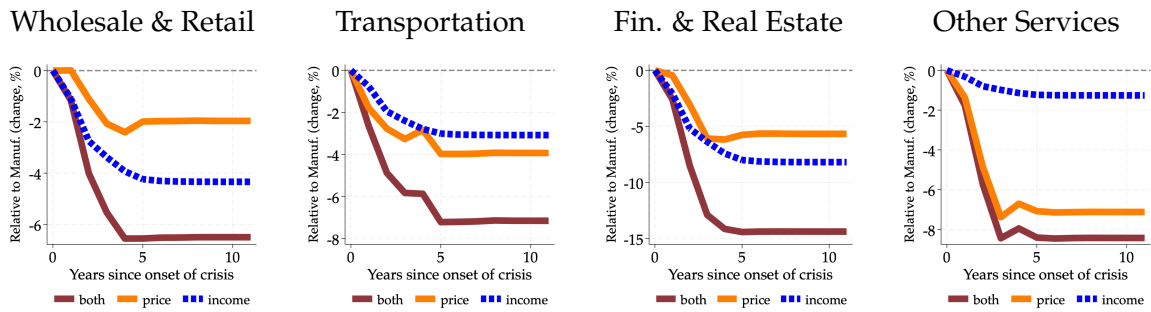 Wholesale & Retail
Relative to Manuf. (change, %)
0
-2
-4
-6
0 5 10
Years since onset of crisis
both price income
Transportation
Relative to Manuf. (change, %)
0
-2
-4
-6
-8
0 5 10
Years since onset of crisis
both price income
Fin. & Real Estate
Relative to Manuf. (change, %)
0
-5
-10
-15
0 5 10
Years since onset of crisis
both price income
Other Services
Relative to Manuf. (change, %)
0
-2
-4
-6
-8
0 5 10
Years since onset of crisis
both price income